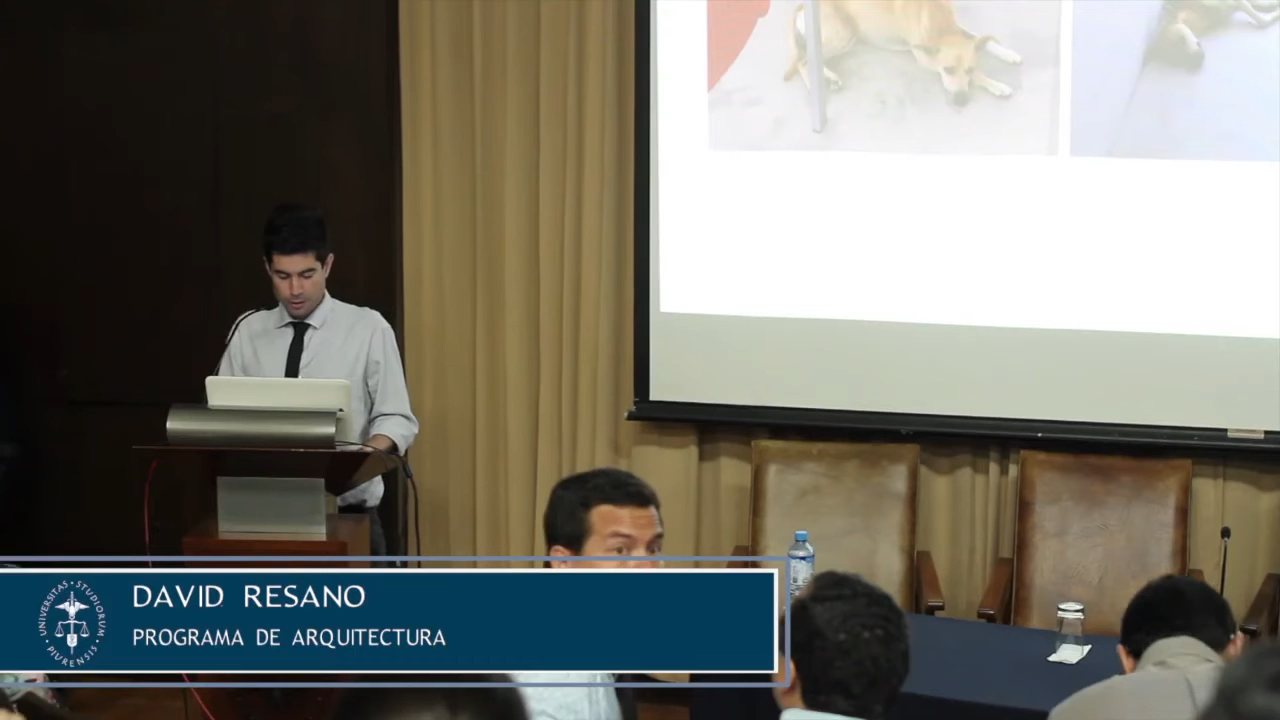 DAVID RESANO
PROGRAMA DE ARQUITECTURA
UNIVERSITAS · STUDIORUM · PIURENSIS ·